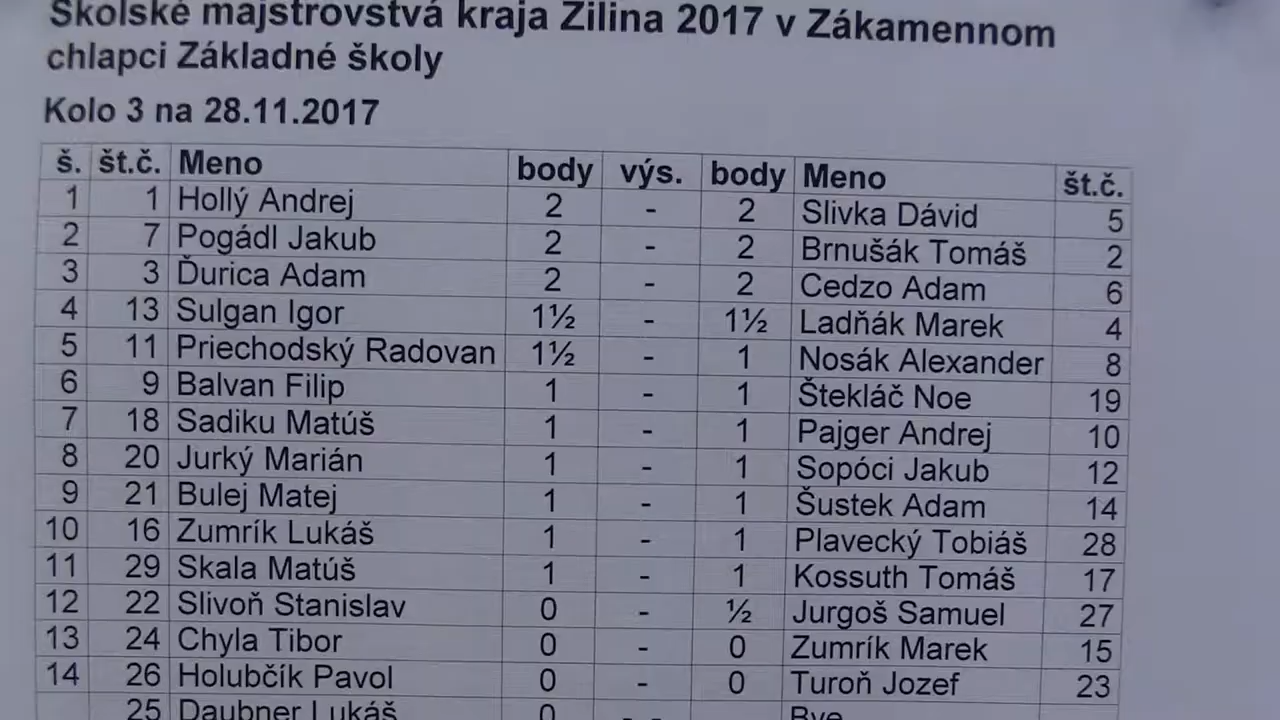 Školské majstrovstvá kraja Žilina 2017 v Zákamennom
chlapci Základné školy
Kolo 3 na 28.11.2017
š. št.č. Meno body výs. body Meno št.č.
1 1 Hollý Andrej 2 - 2 Slivka Dávid 5
2 7 Pogádl Jakub 2 - 2 Brnušák Tomáš 2
3 3 Ďurica Adam 2 - 2 Cedzo Adam 6
4 13 Sulgan Igor 1½ - 1½ Ladňák Marek 4
5 11 Priechodský Radovan 1½ - 1 Nosák Alexander 8
6 9 Balvan Filip 1 - 1 Štekláč Noe 19
7 18 Sadiku Matúš 1 - 1 Pajger Andrej 10
8 20 Jurký Marián 1 - 1 Sopóci Jakub 12
9 21 Bulej Matej 1 - 1 Šustek Adam 14
10 16 Zumrík Lukáš 1 - 1 Plavecký Tobiáš 28
11 29 Skala Matúš 1 - 1 Kossuth Tomáš 17
12 22 Slivoň Stanislav 0 - ½ Jurgoš Samuel 27
13 24 Chyla Tibor 0 - 0 Zumrík Marek 15
14 26 Holubčík Pavol 0 - 0 Turoň Jozef 23
25 Daubner Lukáš 0 - - Bye